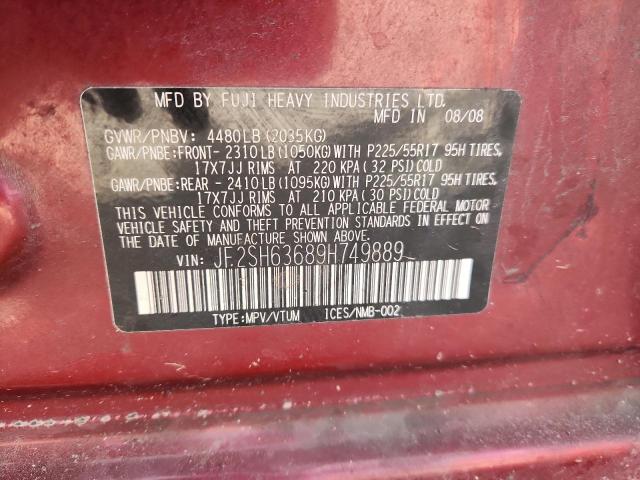 MFD BY FUJI HEAVY INDUSTRIES LTD.
MFD IN 08/08
GVWR/PNBV: 4480LB (2035KG)
GAWR/PNBE:FRONT- 2310 LB (1050KG) WITH P225/55R17 95H TIRES,
17X7JJ RIMS AT 220 KPA (32 PSI) COLD
GAWR/PNBE:REAR - 2410 LB (1095KG) WITH P225/55R17 95H TIRES,
17X7JJ RIMS AT 210 KPA (30 PSI) COLD
THIS VEHICLE CONFORMS TO ALL APPLICABLE FEDERAL MOTOR
VEHICLE SAFETY AND THEFT PREVENTION STANDARDS IN EFFECT ON
THE DATE OF MANUFACTURE SHOWN ABOVE.
VIN: JF2SH63689H749889
TYPE:MPV/VTUM ICES/NMB-002